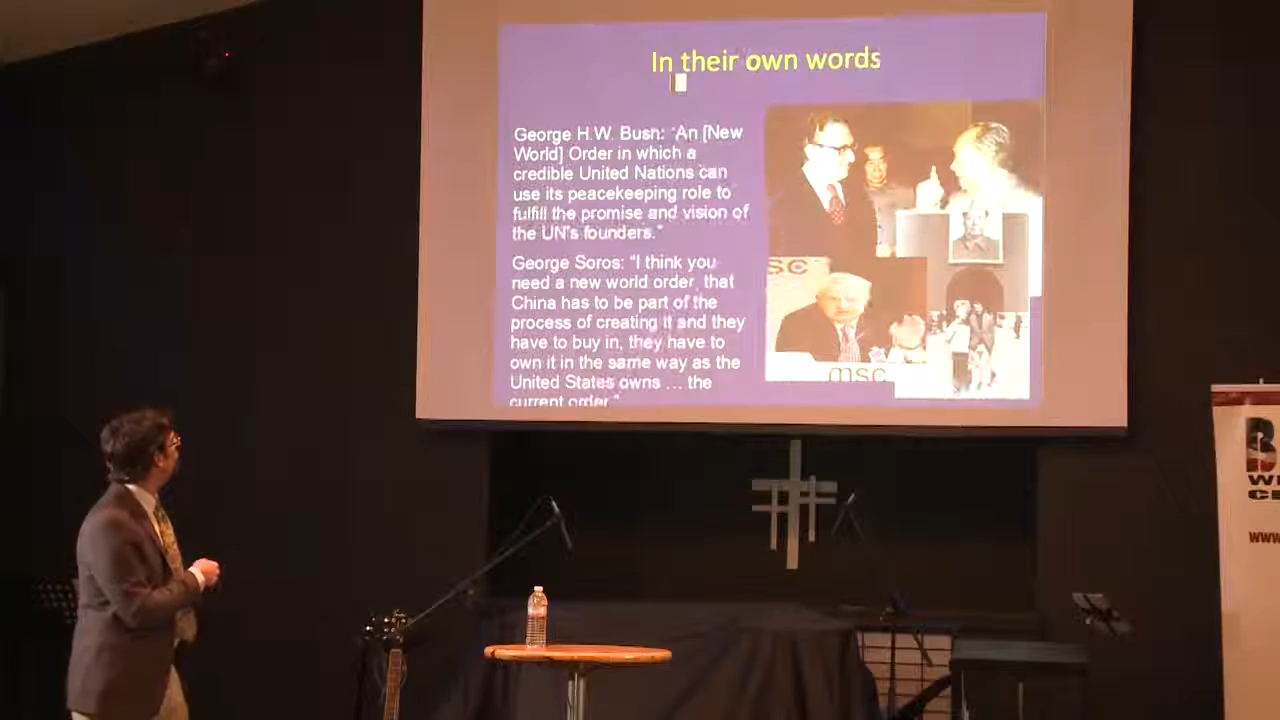 In their own words
George H.W. Bush: "An [New
World] Order in which a
credible United Nations can
use its peacekeeping role to
fulfill the promise and vision of
the UN's founders."
George Soros: "I think you
need a new world order, that
China has to be part of the
process of creating it and they
have to buy in, they have to
own it in the same way as the
United States owns ... the
current order."
sc
msc
B
W
C
www